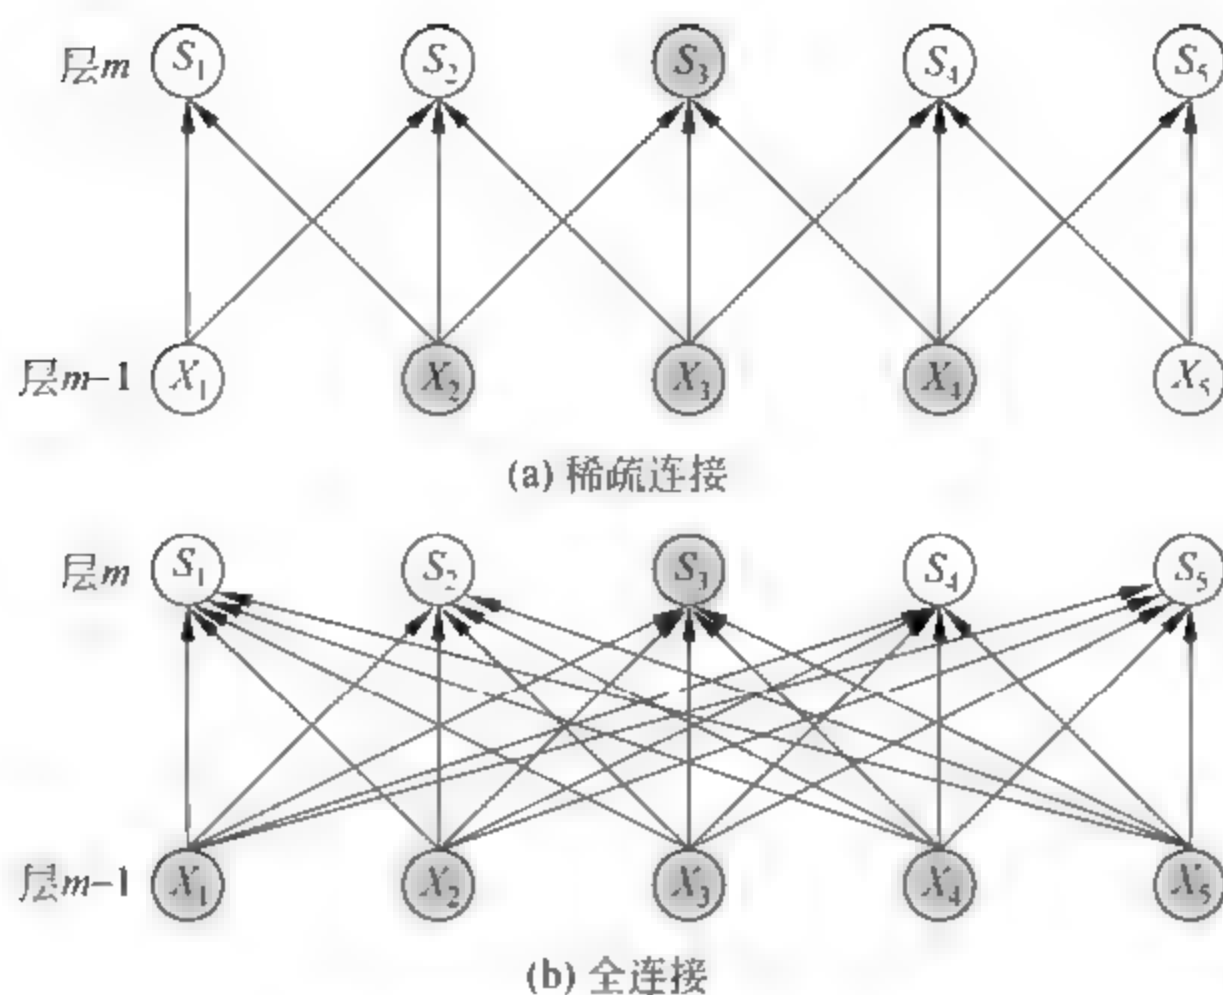 层m S₁ S₂ S₃ S₄ S₅
层m−1 X₁ X₂ X₃ X₄ X₅
(a) 稀疏连接
层m S₁ S₂ S₃ S₄ S₅
层m−1 X₁ X₂ X₃ X₄ X₅
(b) 全连接